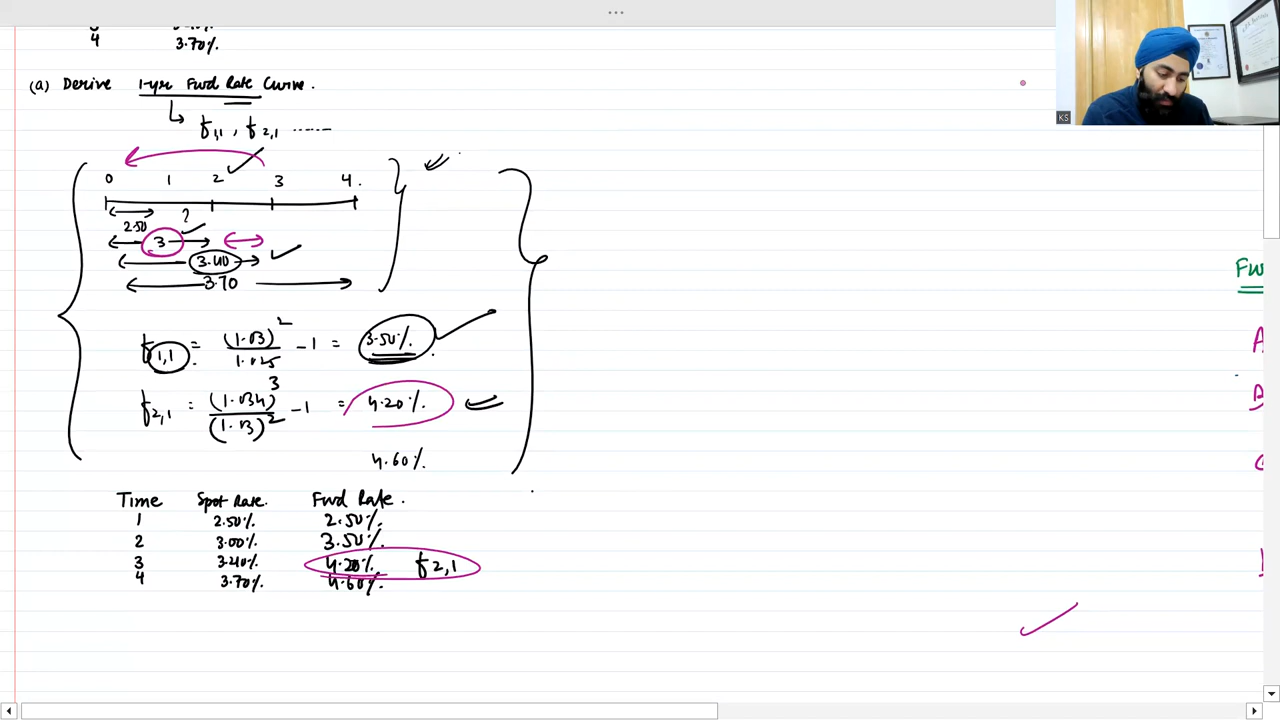 4 3.70%
(a) Derive 1-yr Fwd Rate Curve.
f1,1 , f2,1 ......
0 1 2 3 4
2.50 ?
3
3.40
3.70
f1,1 = (1.03)^2 / 1.025 - 1 = 3.50%
f2,1 = (1.034)^3 / (1.03)^2 - 1 = 4.20%
4.60%
Time Spot Rate. Fwd Rate.
1 2.50% 2.50%
2 3.00% 3.50%
3 3.40% 4.20% f2,1
4 3.70% 4.60%
KS